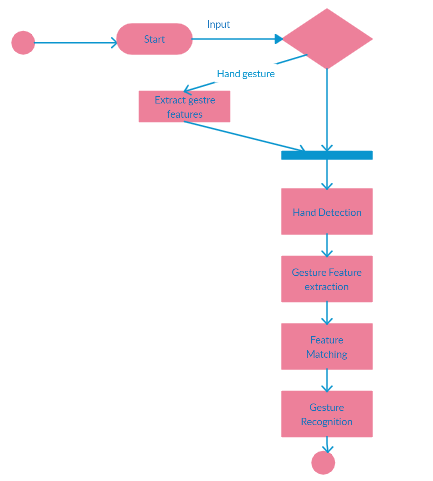 Input
Start
Hand gesture
Extract gestre
features
Hand Detection
Gesture Feature
extraction
Feature
Matching
Gesture
Recognition